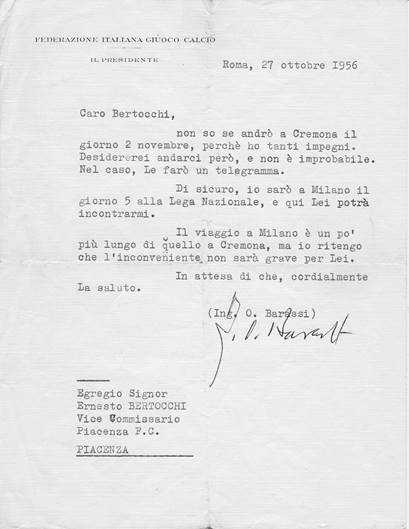 FEDERAZIONE ITALIANA GIUOCO CALCIO
IL PRESIDENTE
Roma, 27 ottobre 1956
Caro Bertocchi,
non so se andrò a Cremona il
giorno 2 novembre, perchè ho tanti impegni.
Desidererei andarci però, e non è improbabile.
Nel caso, Le farò un telegramma.
Di sicuro, io sarò a Milano il
giorno 5 alla Lega Nazionale, e qui Lei potrà
incontrarmi.
Il viaggio a Milano è un po'
più lungo di quello a Cremona, ma io ritengo
che l'inconveniente non sarà grave per Lei.
In attesa di che, cordialmente
La saluto.
(Ing. O. Barassi)
Egregio Signor
Ernesto BERTOCCHI
Vice Commissario
Piacenza F.C.
PIACENZA